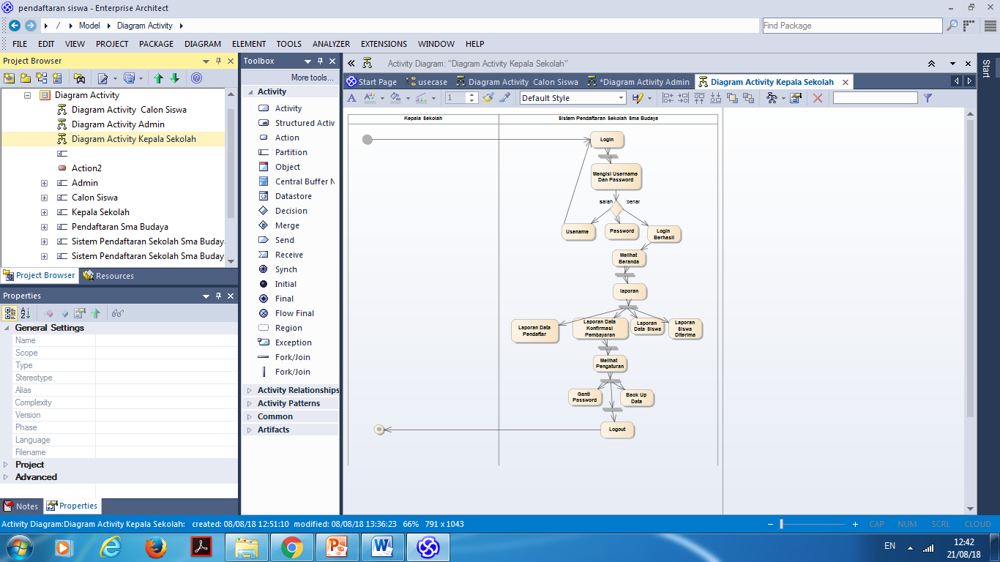 pendaftaran siswa - Enterprise Architect
/ Model Diagram Activity
Find Package
FILE EDIT VIEW PROJECT PACKAGE DIAGRAM ELEMENT TOOLS ANALYZER EXTENSIONS WINDOW HELP
Project Browser
Diagram Activity
Diagram Activity  Calon Siswa
Diagram Activity Admin
Diagram Activity Kepala Sekolah
Action2
Admin
Calon Siswa
Kepala Sekolah
Pendaftaran Sma Budaya
Sistem Pendaftaran Sekolah Sma Buday
Sistem Pendaftaran Sekolah Sma Buday
Project Browser Resources
Properties
General Settings
Name
Scope
Type
Stereotype
Alias
Complexity
Version
Phase
Language
Filename
Project
Advanced
Notes Properties
Toolbox
More tools...
Activity
Activity
Structured Activ
Action
Partition
Object
Central Buffer N
Datastore
Decision
Merge
Send
Receive
Synch
Initial
Final
Flow Final
Region
Exception
Fork/Join
Fork/Join
Activity Relationships
Activity Patterns
Common
Artifacts
Activity Diagram: "Diagram Activity Kepala Sekolah"
Start Page usecase Diagram Activity  Calon Siswa *Diagram Activity Admin Diagram Activity Kepala Sekolah
1 Default Style
Start
Kepala Sekolah
Sistem Pendaftaran Sekolah Sma Budaya
Login
Mengisi Username
Dan Password
salah benar
Usename
Password
Login
Berhasil
Melihat
Beranda
laporan
Laporan Data
Pendaftar
Laporan Data
Konfirmasi
Pembayaran
Laporan
Data Siswa
Laporan
Siswa
Diterima
Melihat
Pengaturan
Ganti
Password
Back Up
Data
Logout
Activity Diagram:Diagram Activity Kepala Sekolah: created: 08/08/18 12:51:10 modified: 08/08/18 13:36:23 66% 791 x 1043
CAP NUM SCRL CLOUD
EN
12:42
21/08/18